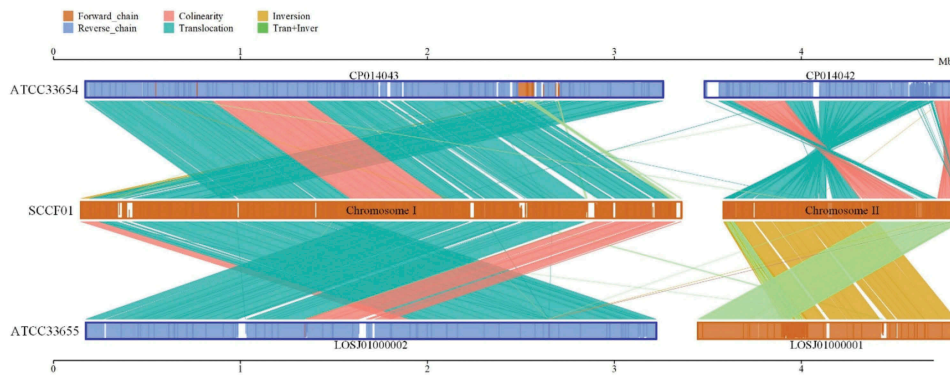 Forward_chain Colinearity Inversion
Reverse_chain Translocation Tran+Inver
0 1 2 3 4
Mb
CP014043 CP014042
ATCC33654
SCCF01 Chromosome I Chromosome II
ATCC33655
LOSJ01000002 LOSJ01000001
0 1 2 3 4